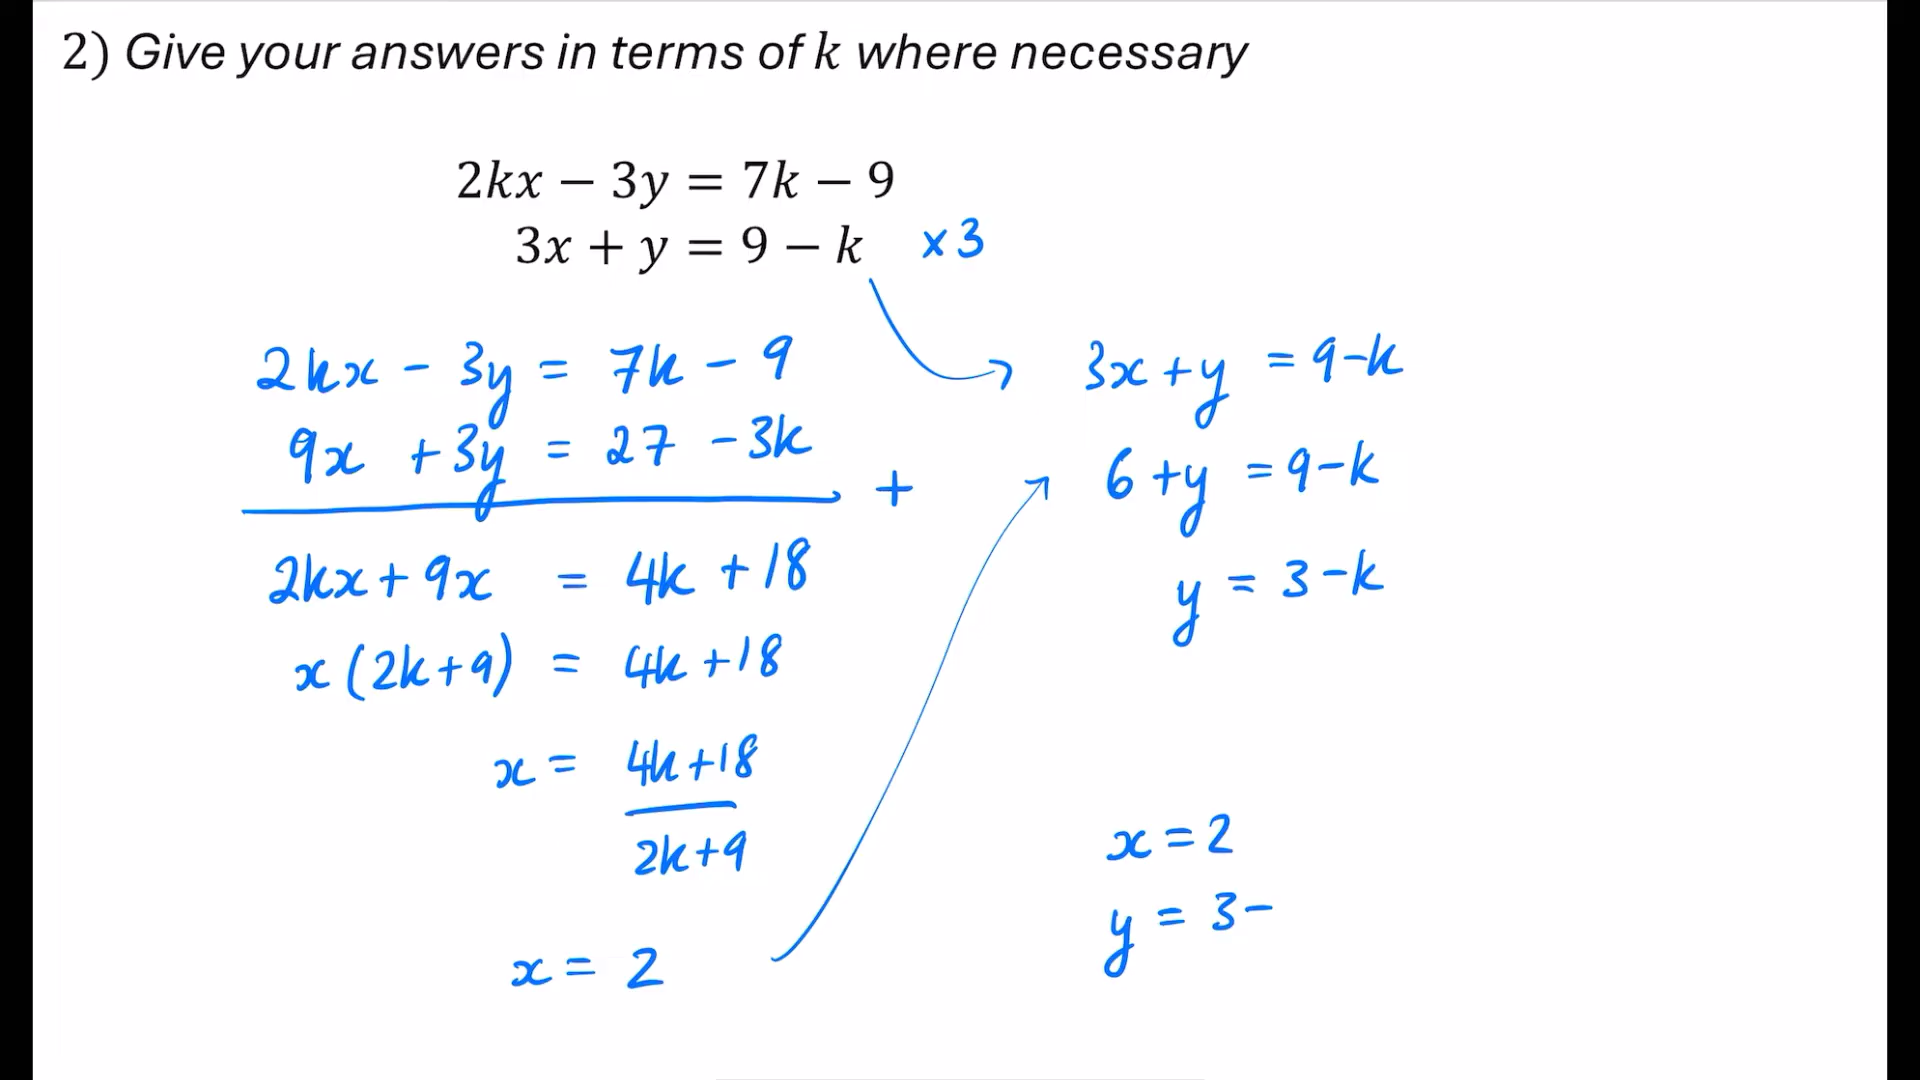 2) Give your answers in terms of k where necessary
2kx − 3y = 7k − 9
3x + y = 9 − k ×3
2kx − 3y = 7k − 9
9x + 3y = 27 − 3k
+
2kx + 9x = 4k + 18
x(2k+9) = 4k + 18
x = 4k+18
2k+9
x = 2
3x + y = 9 − k
6 + y = 9 − k
y = 3 − k
x = 2
y = 3 −